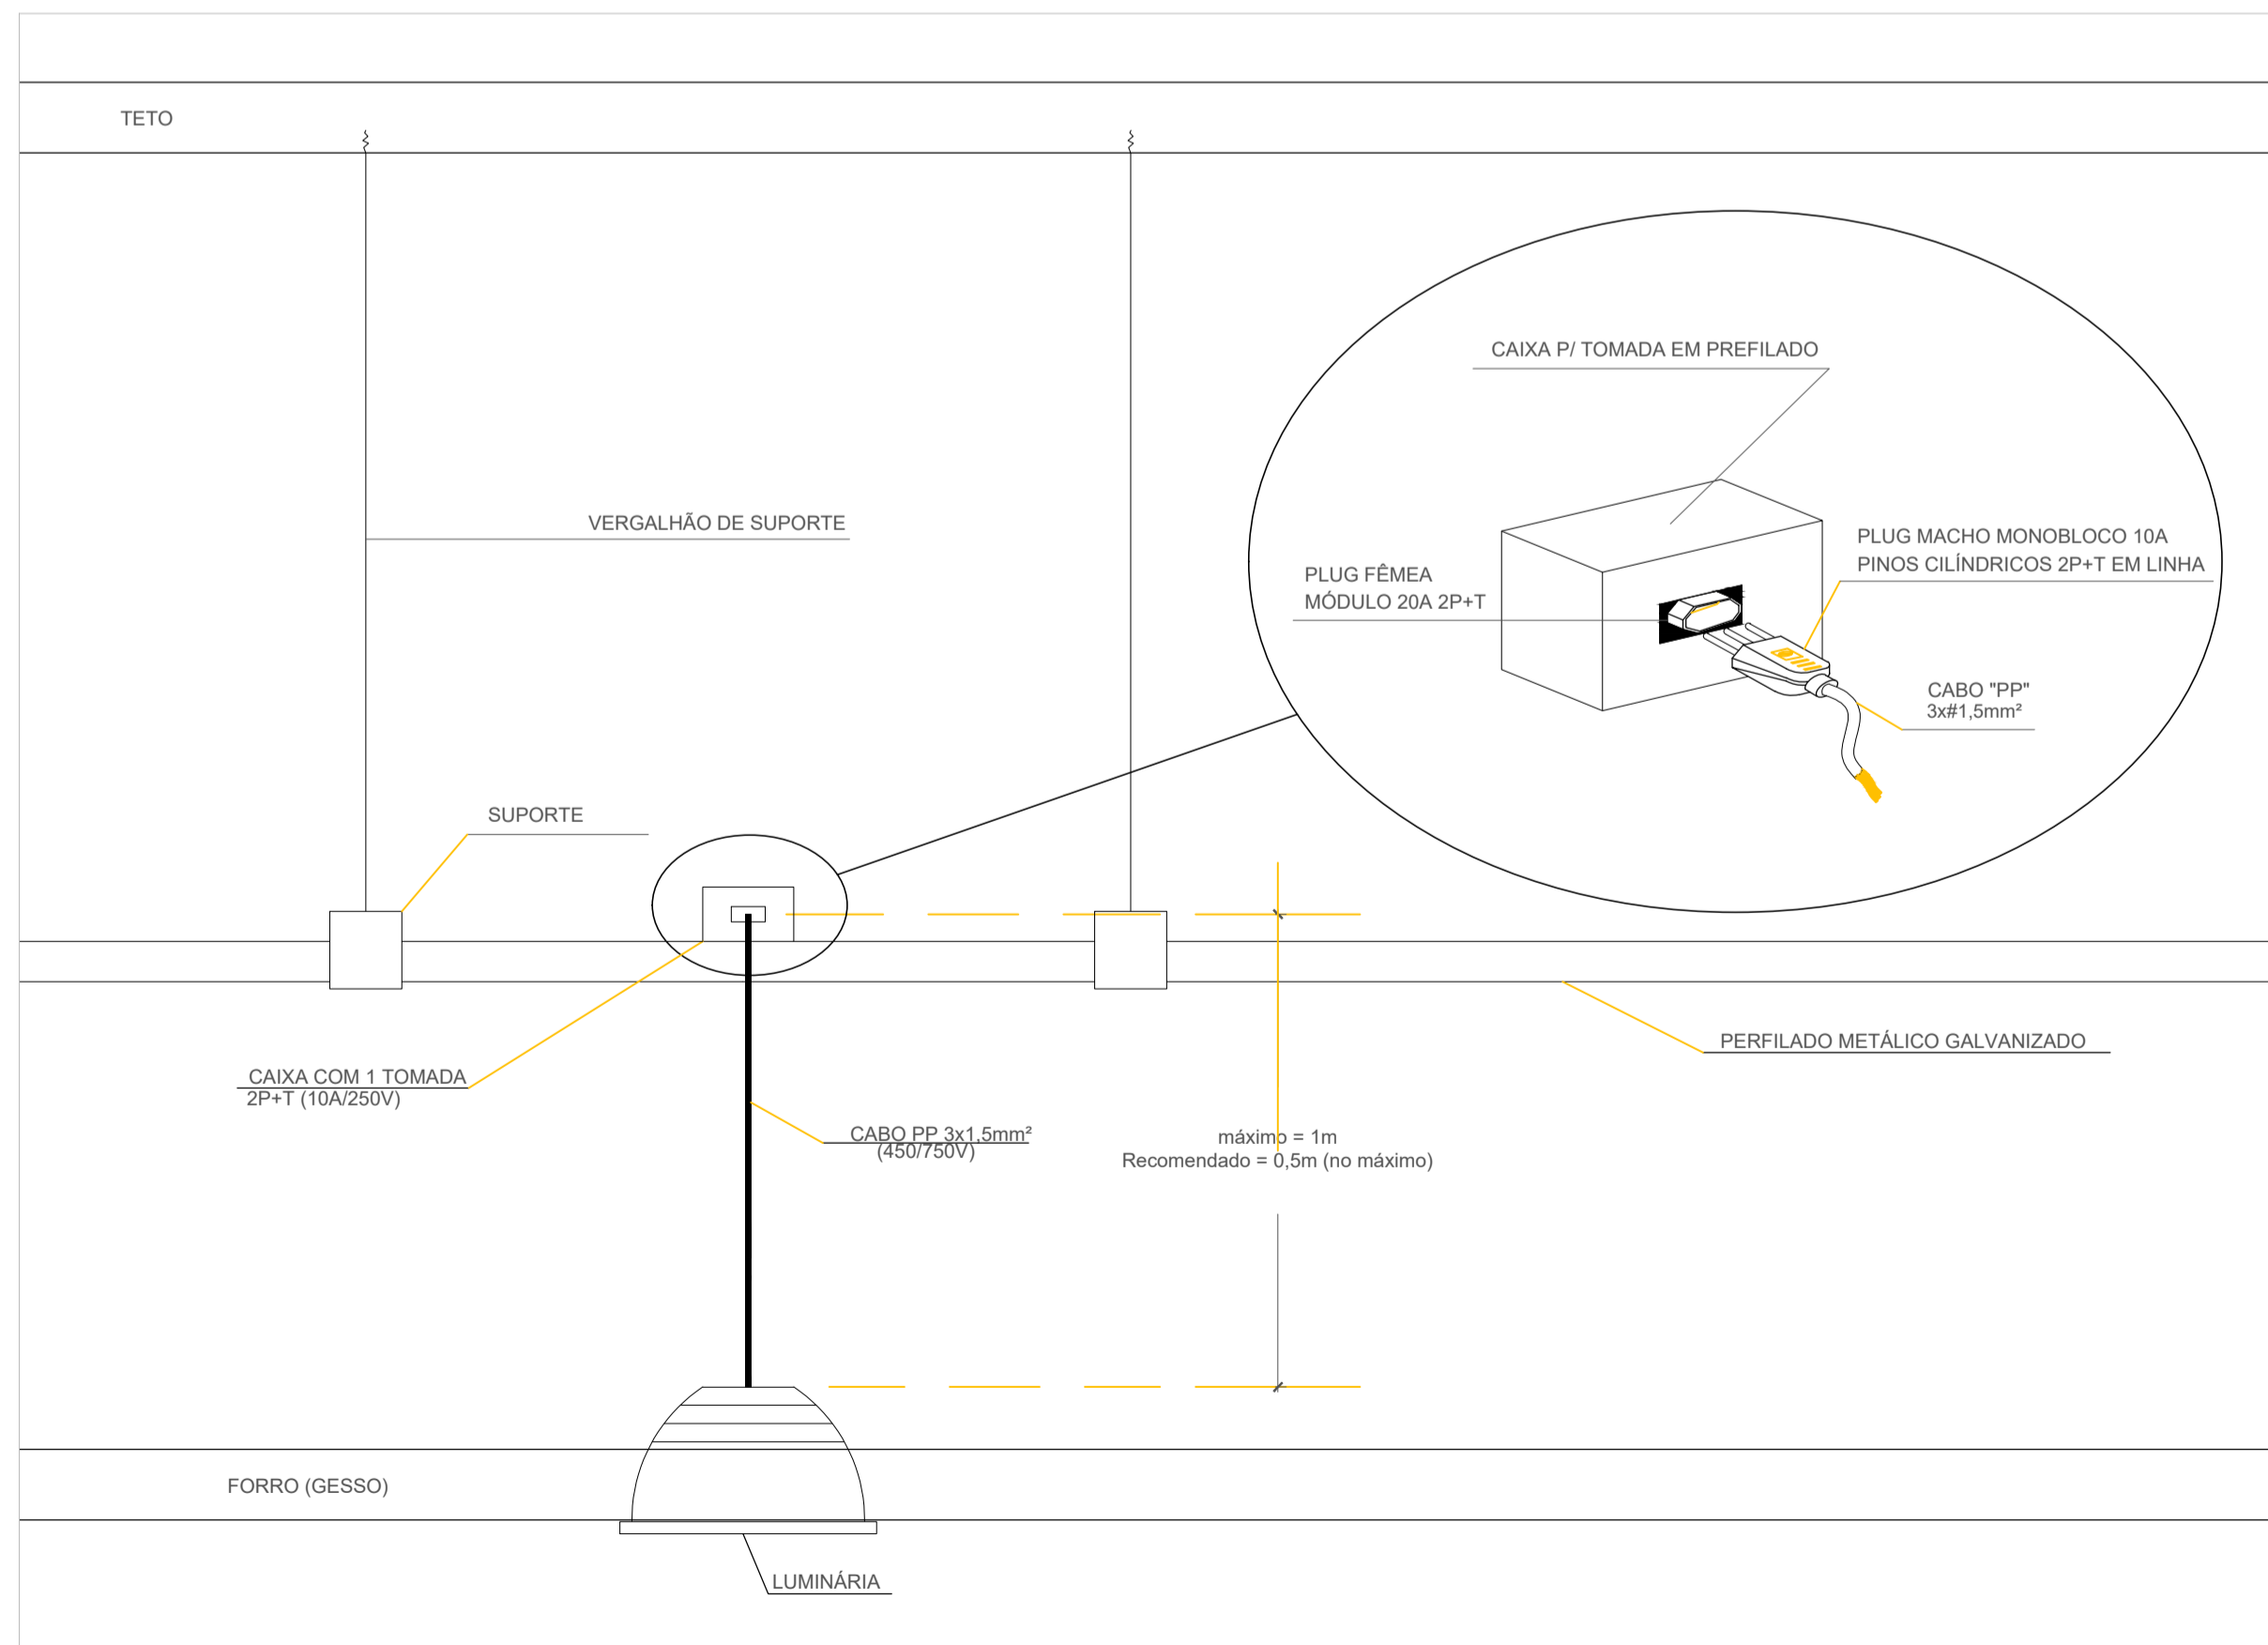 TETO
CAIXA P/ TOMADA EM PREFILADO
VERGALHÃO DE SUPORTE
PLUG MACHO MONOBLOCO 10A
PINOS CILÍNDRICOS 2P+T EM LINHA
PLUG FÊMEA
MÓDULO 20A 2P+T
CABO "PP"
3x#1,5mm²
SUPORTE
PERFILADO METÁLICO GALVANIZADO
CAIXA COM 1 TOMADA
2P+T (10A/250V)
CABO PP 3x1,5mm²
(450/750V)
máximo = 1m
Recomendado = 0,5m (no máximo)
FORRO (GESSO)
LUMINÁRIA